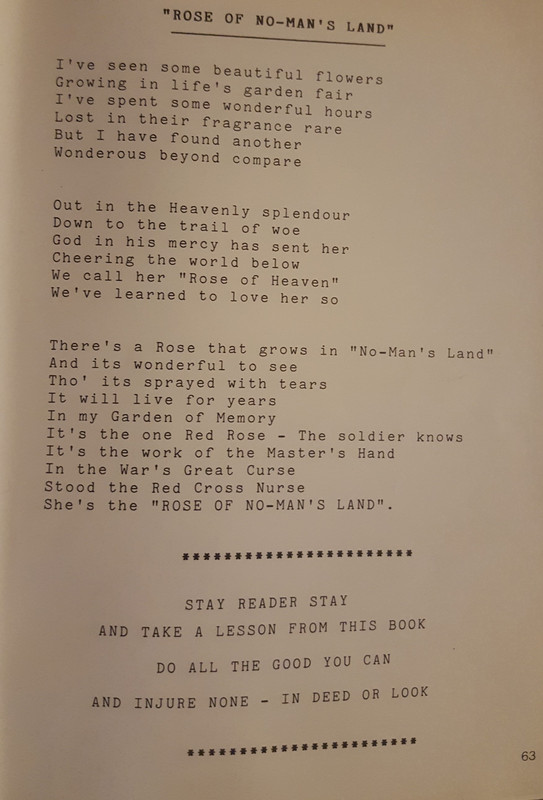 "ROSE OF NO-MAN'S LAND"
I've seen some beautiful flowers
Growing in life's garden fair
I've spent some wonderful hours
Lost in their fragrance rare
But I have found another
Wonderous beyond compare
Out in the Heavenly splendour
Down to the trail of woe
God in his mercy has sent her
Cheering the world below
We call her "Rose of Heaven"
We've learned to love her so
There's a Rose that grows in "No-Man's Land"
And its wonderful to see
Tho' its sprayed with tears
It will live for years
In my Garden of Memory
It's the one Red Rose - The soldier knows
It's the work of the Master's Hand
In the War's Great Curse
Stood the Red Cross Nurse
She's the "ROSE OF NO-MAN'S LAND".
***********************
STAY READER STAY
AND TAKE A LESSON FROM THIS BOOK
DO ALL THE GOOD YOU CAN
AND INJURE NONE - IN DEED OR LOOK
***********************
63